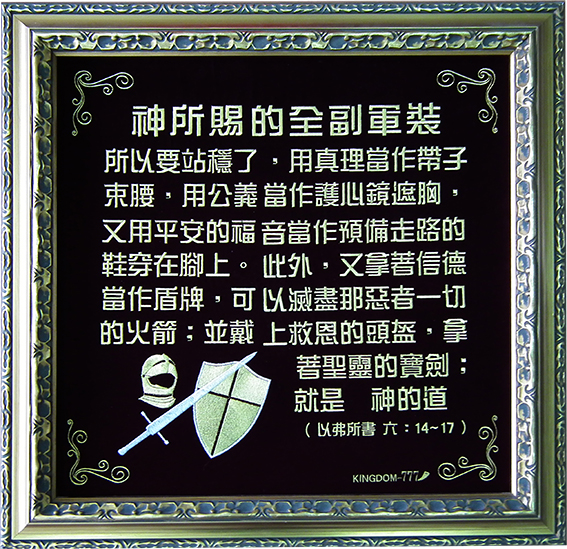 神所賜的全副軍裝
所以要站穩了，用真理當作帶子
束腰，用公義當作護心鏡遮胸，
又用平安的福音當作預備走路的
鞋穿在腳上。此外，又拿著信德
當作盾牌，可以滅盡那惡者一切
的火箭；並戴上救恩的頭盔，拿
著聖靈的寶劍；
就是　神的道
（以弗所書 六：14~17）
KINGDOM-777